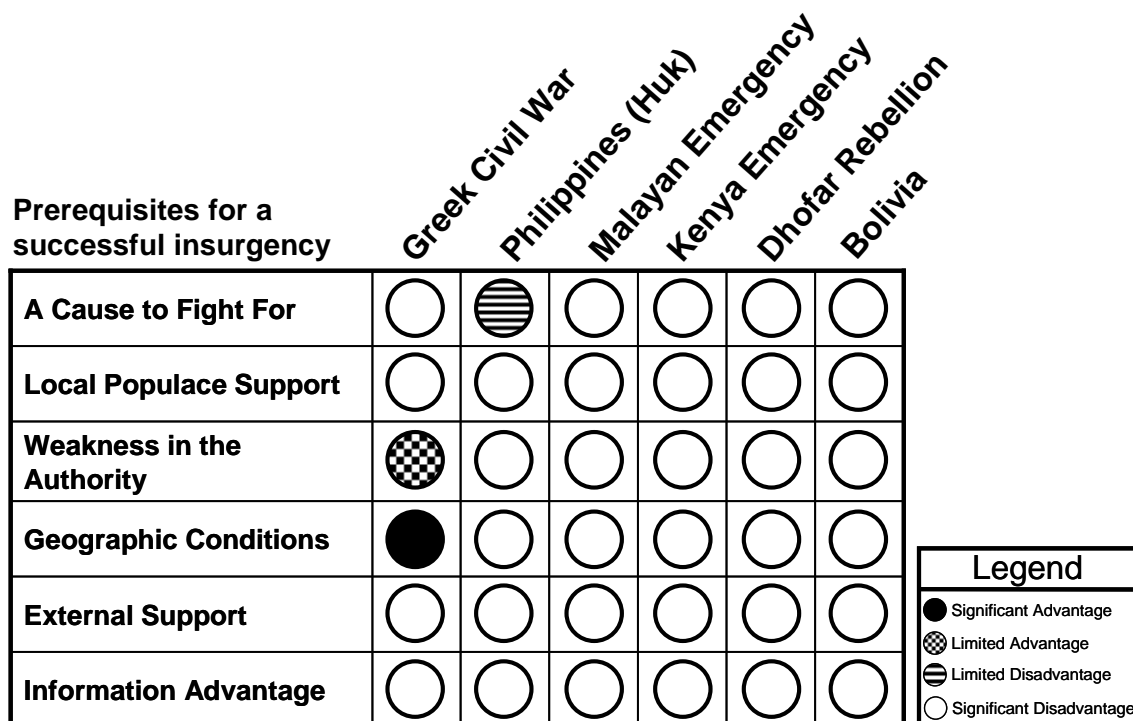 Greek Civil War
Philippines (Huk)
Malayan Emergency
Kenya Emergency
Dhofar Rebellion
Bolivia
Prerequisites for a
successful insurgency
A Cause to Fight For
Local Populace Support
Weakness in the
Authority
Geographic Conditions
External Support
Information Advantage
Legend
Significant Advantage
Limited Advantage
Limited Disadvantage
Significant Disadvantage